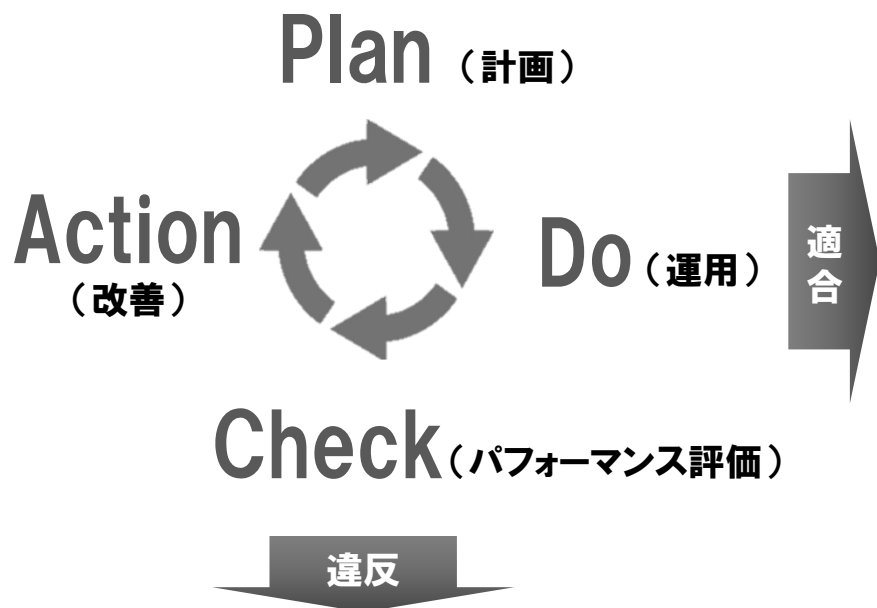 Plan（計画）
Action
（改善）
Do（運用）
適
合
Check（パフォーマンス評価）
違反